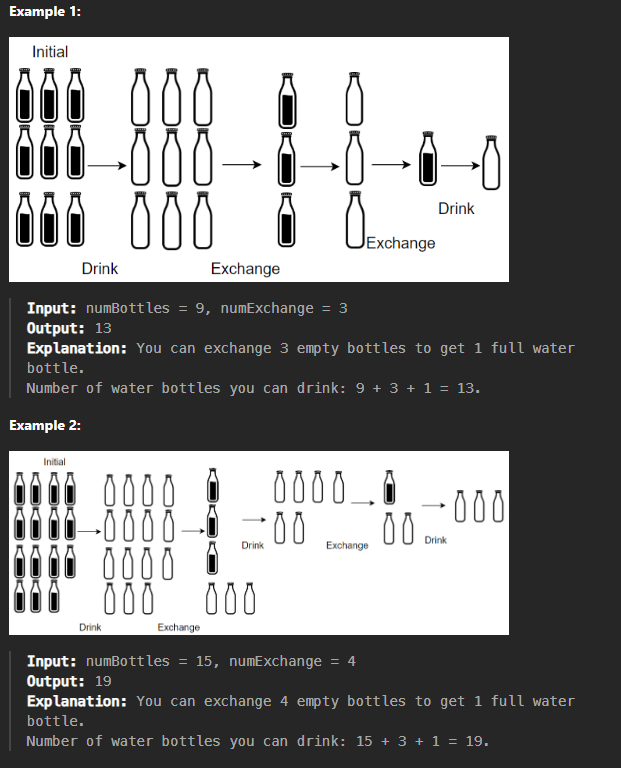 Example 1:
Initial
Drink
Exchange
Exchange
Drink
Input: numBottles = 9, numExchange = 3
Output: 13
Explanation: You can exchange 3 empty bottles to get 1 full water
bottle.
Number of water bottles you can drink: 9 + 3 + 1 = 13.
Example 2:
Initial
Drink
Exchange
Drink
Exchange
Drink
Input: numBottles = 15, numExchange = 4
Output: 19
Explanation: You can exchange 4 empty bottles to get 1 full water
bottle.
Number of water bottles you can drink: 15 + 3 + 1 = 19.